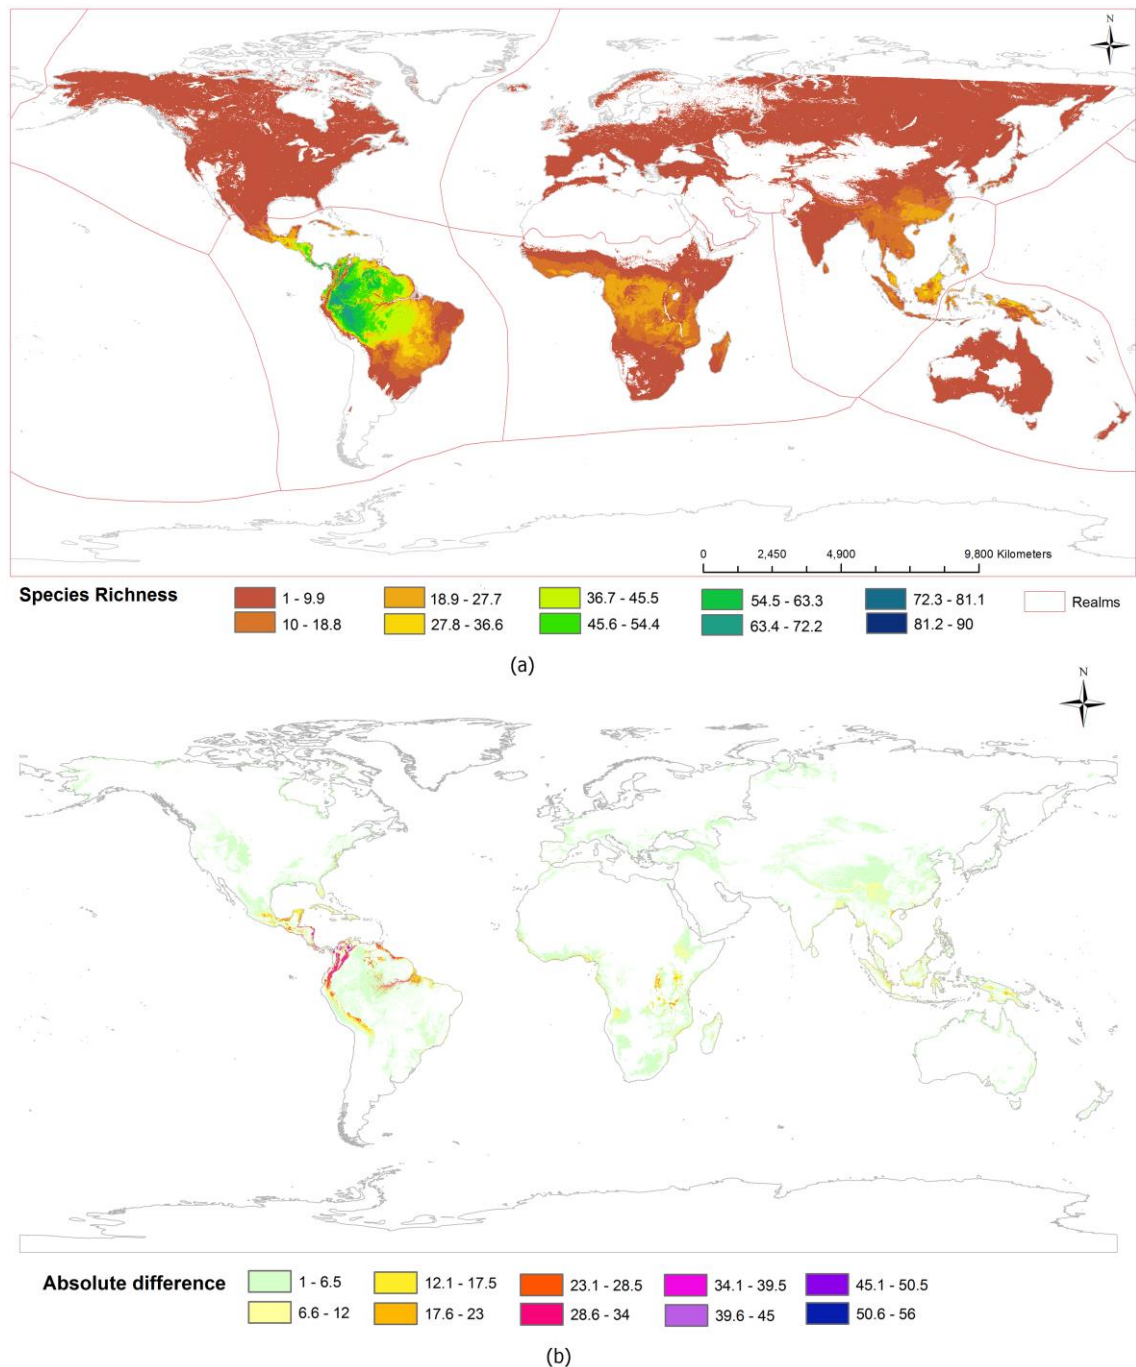 N
0 2,450 4,900 9,800 Kilometers
Species Richness 1 - 9.9 18.9 - 27.7 36.7 - 45.5 54.5 - 63.3 72.3 - 81.1 Realms
10 - 18.8 27.8 - 36.6 45.6 - 54.4 63.4 - 72.2 81.2 - 90
(a)
N
Absolute difference 1 - 6.5 12.1 - 17.5 23.1 - 28.5 34.1 - 39.5 45.1 - 50.5
6.6 - 12 17.6 - 23 28.6 - 34 39.6 - 45 50.6 - 56
(b)